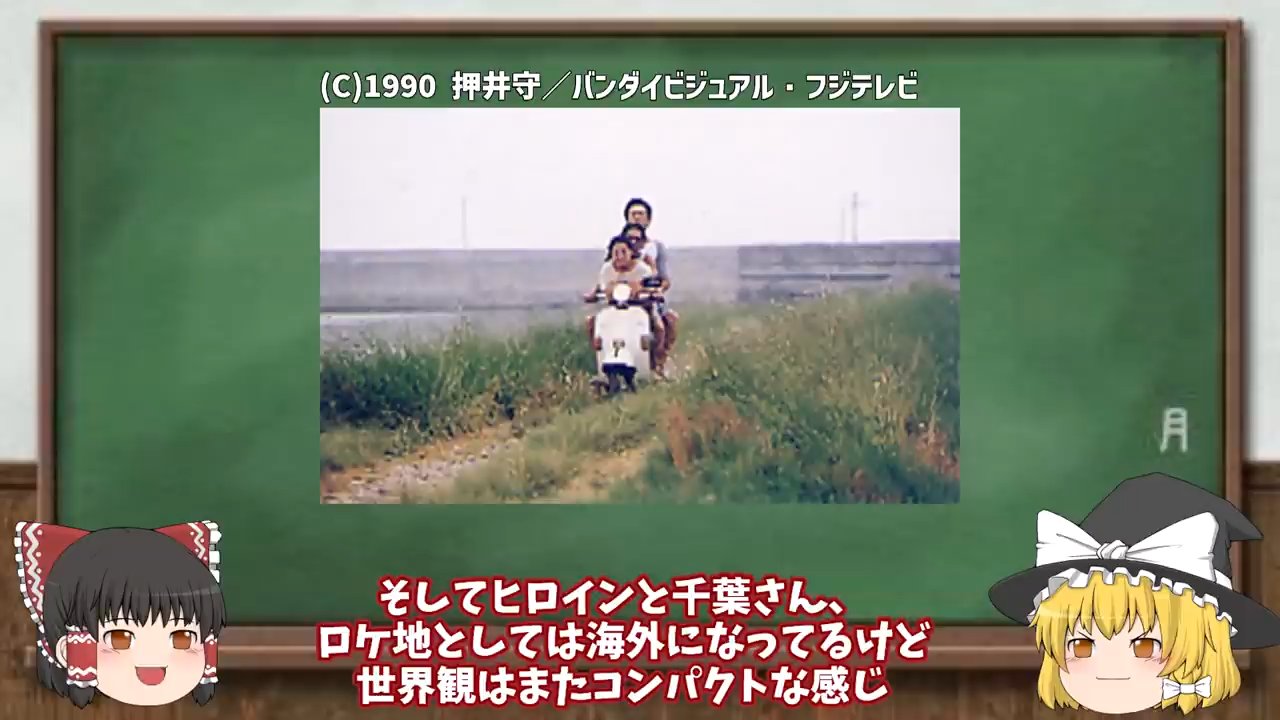 (C)1990 押井守／バンダイビジュアル・フジテレビ
月
そしてヒロインと千葉さん、
ロケ地としては海外になってるけど
世界観はまたコンパクトな感じ